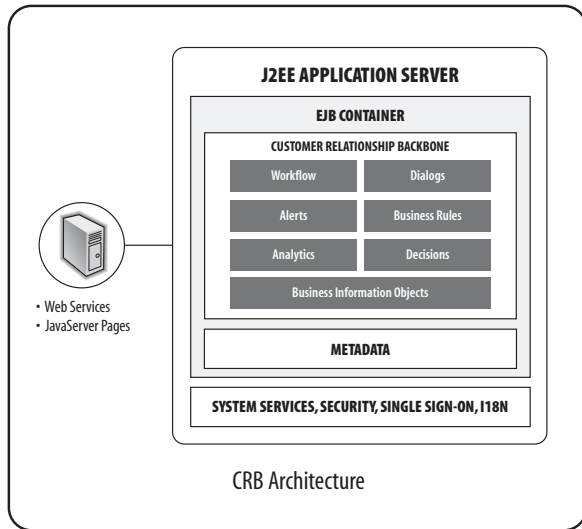 J2EE APPLICATION SERVER
EJB CONTAINER
CUSTOMER RELATIONSHIP BACKBONE
Workflow
Dialogs
Alerts
Business Rules
Analytics
Decisions
Business Information Objects
METADATA
SYSTEM SERVICES, SECURITY, SINGLE SIGN-ON, I18N
• Web Services
• JavaServer Pages
CRB Architecture